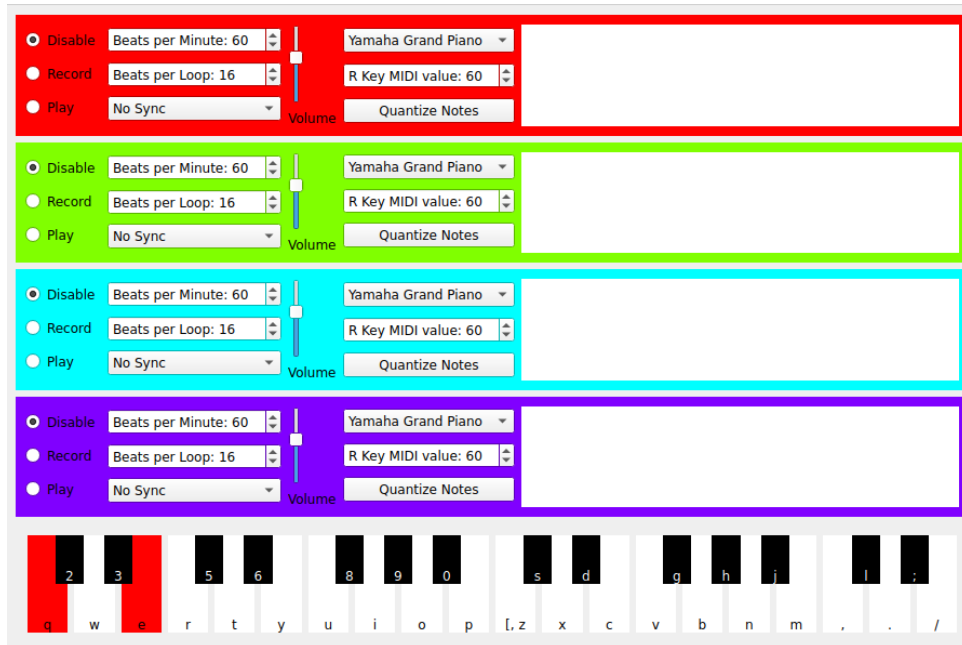 Disable Beats per Minute: 60 Yamaha Grand Piano
Record Beats per Loop: 16 R Key MIDI value: 60
Play No Sync Volume Quantize Notes
Disable Beats per Minute: 60 Yamaha Grand Piano
Record Beats per Loop: 16 R Key MIDI value: 60
Play No Sync Volume Quantize Notes
Disable Beats per Minute: 60 Yamaha Grand Piano
Record Beats per Loop: 16 R Key MIDI value: 60
Play No Sync Volume Quantize Notes
Disable Beats per Minute: 60 Yamaha Grand Piano
Record Beats per Loop: 16 R Key MIDI value: 60
Play No Sync Volume Quantize Notes
2 3 5 6 8 9 0 s d g h j l ;
q w e r t y u i o p [, z x c v b n m , . /